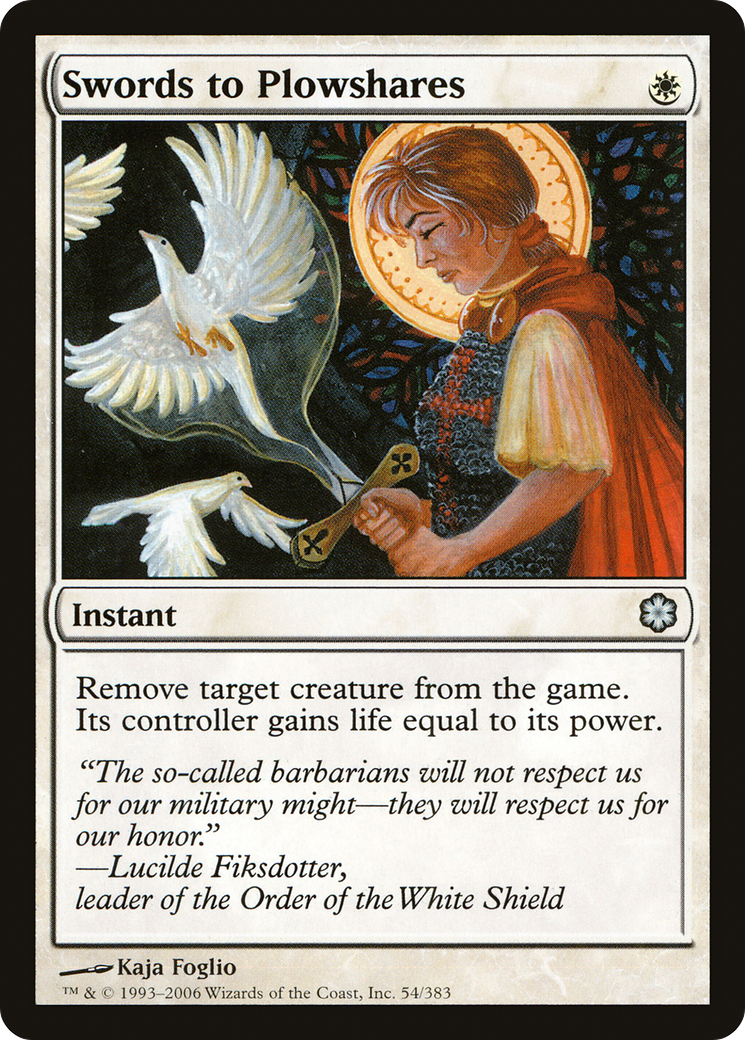 Swords to Plowshares
Instant
Remove target creature from the game.
Its controller gains life equal to its power.
“The so-called barbarians will not respect us
for our military might—they will respect us for
our honor.”
—Lucilde Fiksdotter,
leader of the Order of the White Shield
Kaja Foglio
™ & © 1993–2006 Wizards of the Coast, Inc. 54/383